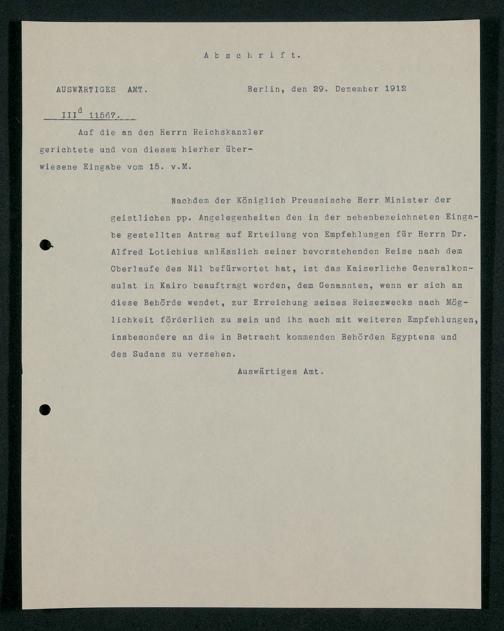 Abschrift.
AUSWÄRTIGES AMT. Berlin, den 29. Dezember 1912
IIId 11567.
Auf die an den Herrn Reichskanzler
gerichtete und von diesem hierher über-
wiesene Eingabe vom 15. v.M.
Nachdem der Königlich Preussische Herr Minister der
geistlichen pp. Angelegenheiten den in der nebenbezeichneten Einga-
be gestellten Antrag auf Erteilung von Empfehlungen für Herrn Dr.
Alfred Lotichius anlässlich seiner bevorstehenden Reise nach dem
Oberlaufe des Nil befürwortet hat, ist das Kaiserliche Generalkon-
sulat in Kairo beauftragt worden, dem Genannten, wenn er sich an
diese Behörde wendet, zur Erreichung seines Reisezwecks nach Mög-
lichkeit förderlich zu sein und ihn auch mit weiteren Empfehlungen,
insbesondere an die in Betracht kommenden Behörden Egyptens und
des Sudans zu versehen.
Auswärtiges Amt.